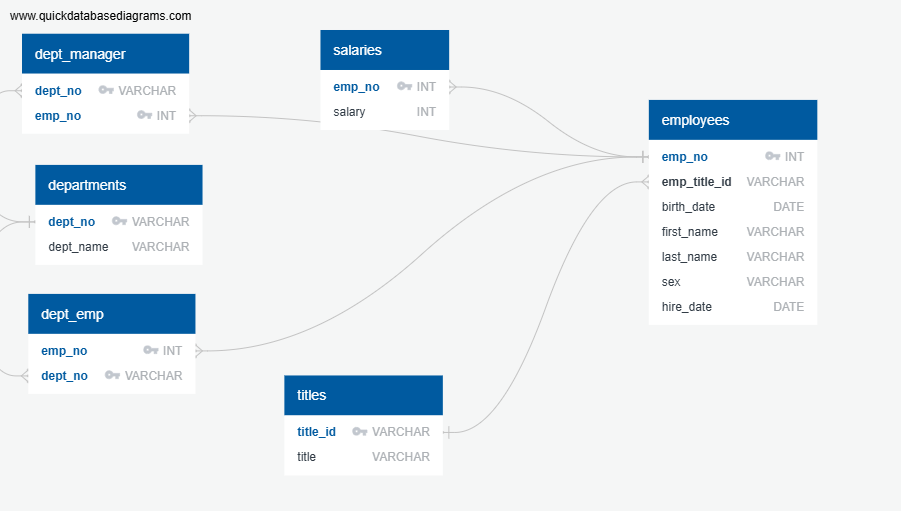 www.quickdatabasediagrams.com
dept_manager
dept_no VARCHAR
emp_no INT
salaries
emp_no INT
salary INT
employees
emp_no INT
emp_title_id VARCHAR
birth_date DATE
first_name VARCHAR
last_name VARCHAR
sex VARCHAR
hire_date DATE
departments
dept_no VARCHAR
dept_name VARCHAR
dept_emp
emp_no INT
dept_no VARCHAR
titles
title_id VARCHAR
title VARCHAR